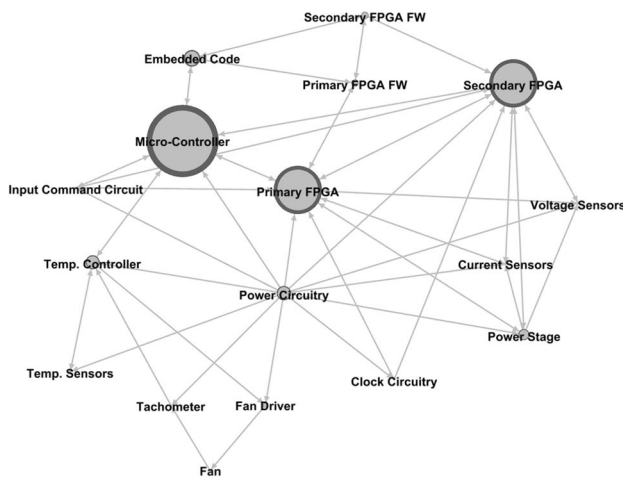 Secondary FPGA FW
Embedded Code
Primary FPGA FW
Secondary FPGA
Micro-Controller
Input Command Circuit
Primary FPGA
Voltage Sensors
Temp. Controller
Current Sensors
Power Circuitry
Power Stage
Temp. Sensors
Clock Circuitry
Tachometer
Fan Driver
Fan